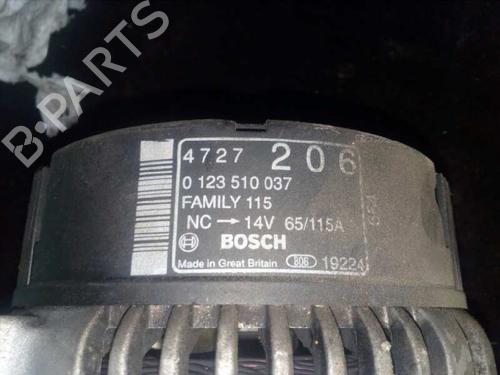 4727 206
0 123 510 037
FAMILY 115
NC → 14V 65/115A
BOSCH
Made in Great Britain 806 19224
B-PARTS